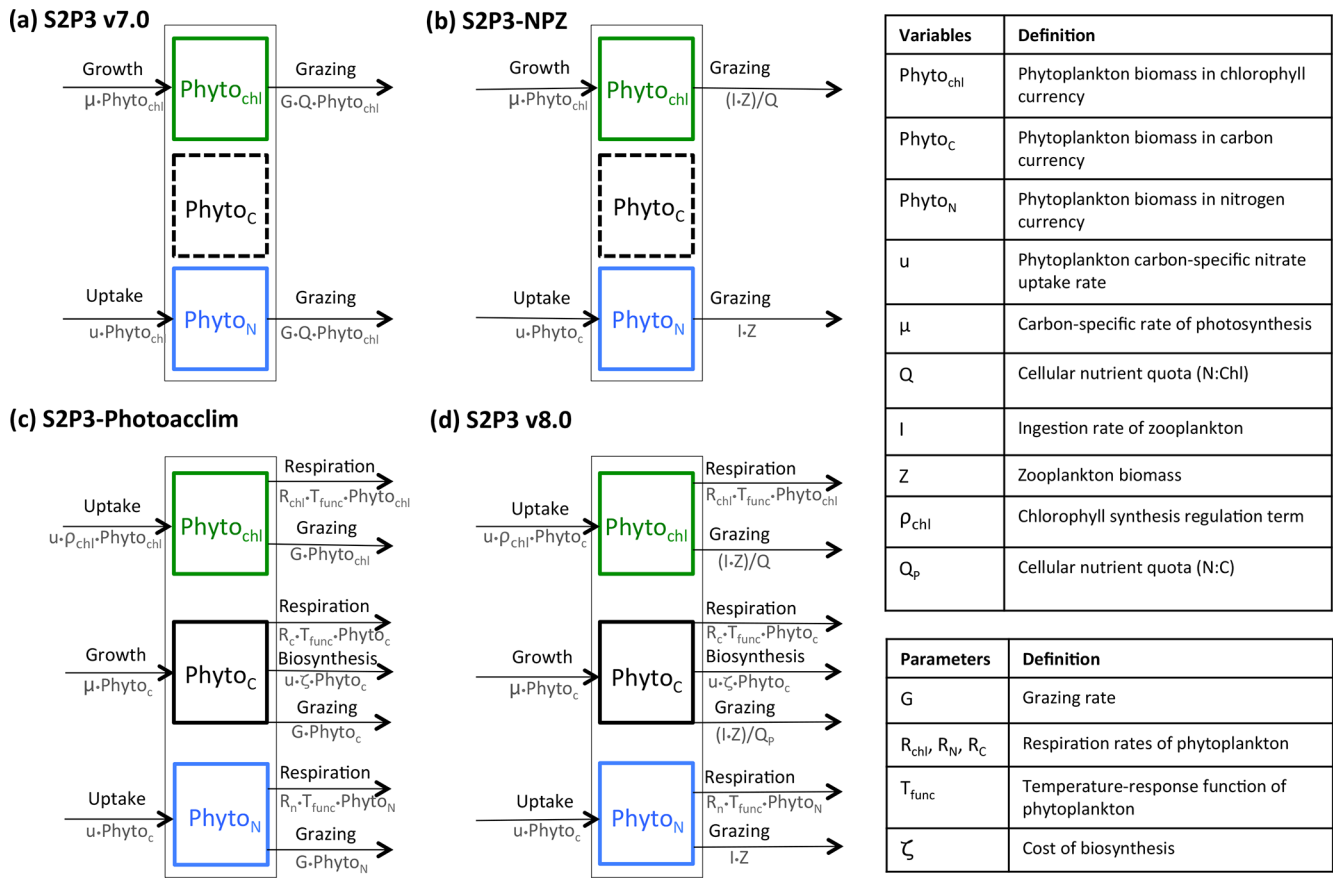 (a) S2P3 v7.0
Growth
μ·Phyto_chl
Phyto_chl
Grazing
G·Q·Phyto_chl
Phyto_C
Uptake
u·Phyto_chl
Phyto_N
Grazing
G·Q·Phyto_chl
(b) S2P3-NPZ
Growth
μ·Phyto_chl
Phyto_chl
Grazing
(I·Z)/Q
Phyto_C
Uptake
u·Phyto_c
Phyto_N
Grazing
I·Z
(c) S2P3-Photoacclim
Uptake
u·ρ_chl·Phyto_chl
Phyto_chl
Respiration
R_chl·T_func·Phyto_chl
Grazing
G·Phyto_chl
Growth
μ·Phyto_c
Phyto_C
Respiration
R_c·T_func·Phyto_c
Biosynthesis
u·ζ·Phyto_c
Grazing
G·Phyto_c
Uptake
u·Phyto_c
Phyto_N
Respiration
R_n·T_func·Phyto_N
Grazing
G·Phyto_N
(d) S2P3 v8.0
Uptake
u·ρ_chl·Phyto_c
Phyto_chl
Respiration
R_chl·T_func·Phyto_chl
Grazing
(I·Z)/Q
Growth
μ·Phyto_c
Phyto_C
Respiration
R_c·T_func·Phyto_c
Biosynthesis
u·ζ·Phyto_c
Grazing
(I·Z)/Q_P
Uptake
u·Phyto_c
Phyto_N
Respiration
R_n·T_func·Phyto_N
Grazing
I·Z
Variables Definition
Phyto_chl Phytoplankton biomass in chlorophyll
currency
Phyto_C Phytoplankton biomass in carbon
currency
Phyto_N Phytoplankton biomass in nitrogen
currency
u Phytoplankton carbon-specific nitrate
uptake rate
μ Carbon-specific rate of photosynthesis
Q Cellular nutrient quota (N:Chl)
I Ingestion rate of zooplankton
Z Zooplankton biomass
ρ_chl Chlorophyll synthesis regulation term
Q_P Cellular nutrient quota (N:C)
Parameters Definition
G Grazing rate
R_chl, R_N, R_C Respiration rates of phytoplankton
T_func Temperature-response function of
phytoplankton
ζ Cost of biosynthesis